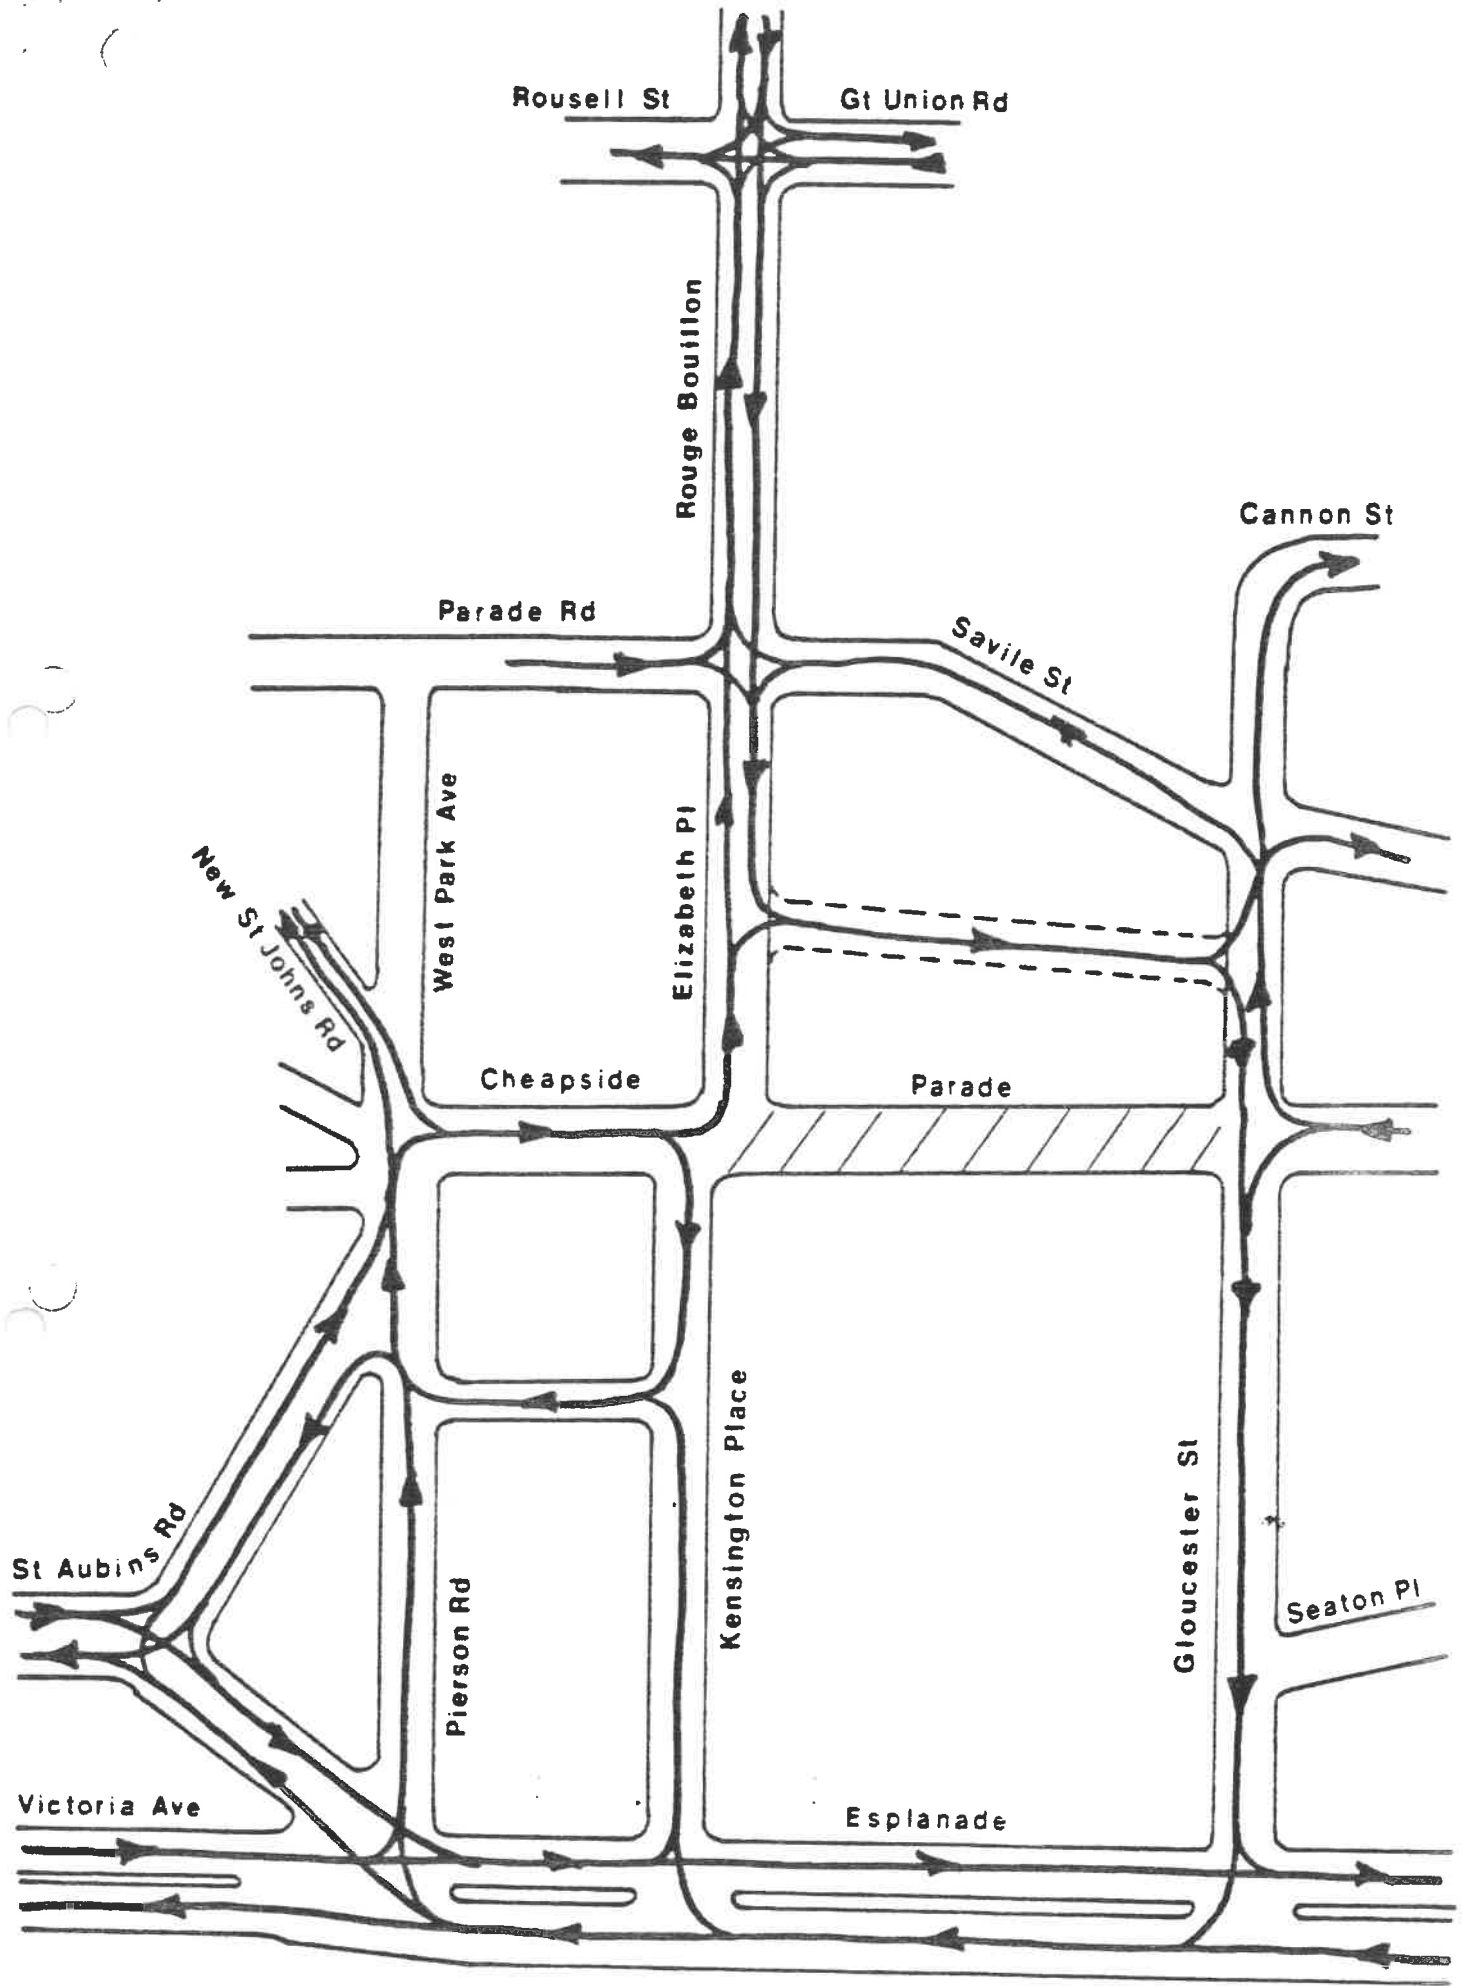 Rousell St
Gt Union Rd
Rouge Bouillon
Cannon St
Parade Rd
Savile St
West Park Ave
Elizabeth Pl
New St Johns Rd
Cheapside
Parade
Kensington Place
Gloucester St
St Aubins Rd
Pierson Rd
Seaton Pl
Victoria Ave
Esplanade